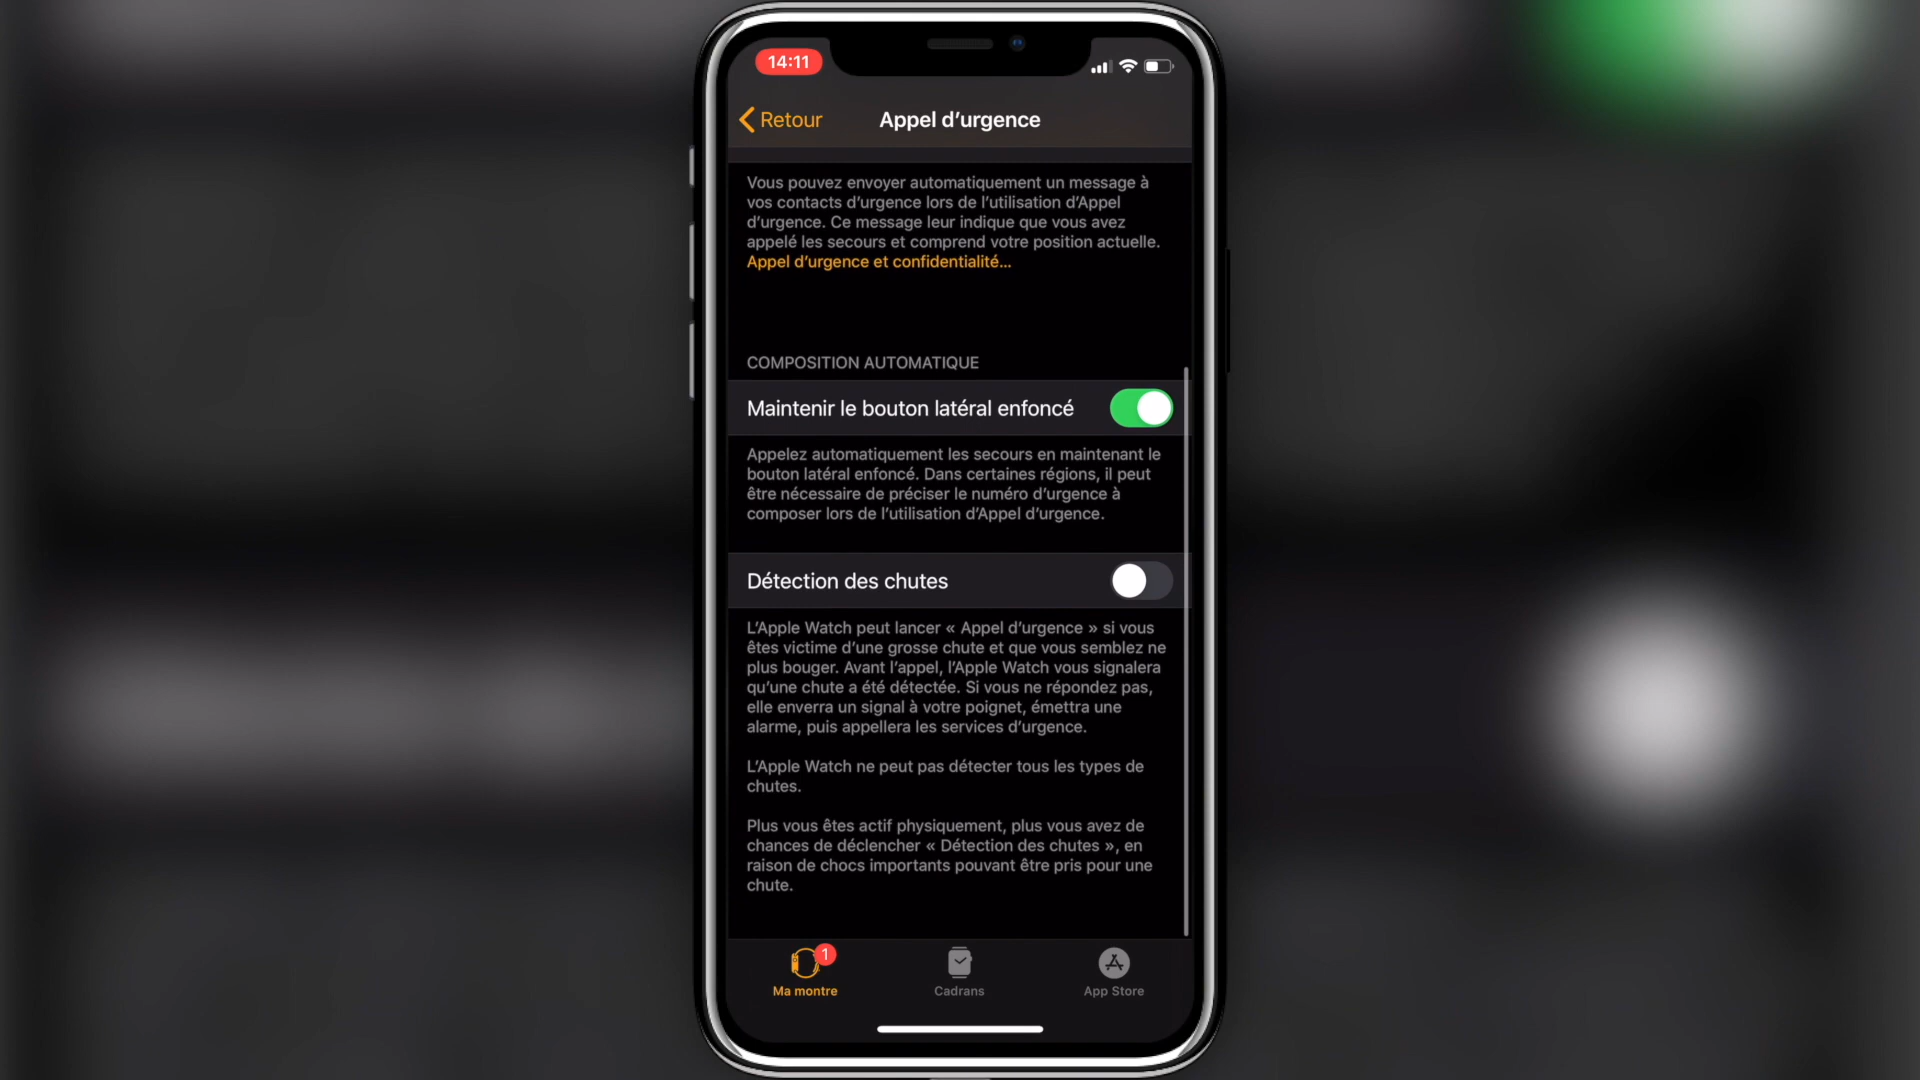 14:11
Retour
Appel d’urgence
Vous pouvez envoyer automatiquement un message à
vos contacts d’urgence lors de l’utilisation d’Appel
d’urgence. Ce message leur indique que vous avez
appelé les secours et comprend votre position actuelle.
Appel d’urgence et confidentialité...
COMPOSITION AUTOMATIQUE
Maintenir le bouton latéral enfoncé
Appelez automatiquement les secours en maintenant le
bouton latéral enfoncé. Dans certaines régions, il peut
être nécessaire de préciser le numéro d’urgence à
composer lors de l’utilisation d’Appel d’urgence.
Détection des chutes
L’Apple Watch peut lancer « Appel d’urgence » si vous
êtes victime d’une grosse chute et que vous semblez ne
plus bouger. Avant l’appel, l’Apple Watch vous signalera
qu’une chute a été détectée. Si vous ne répondez pas,
elle enverra un signal à votre poignet, émettra une
alarme, puis appellera les services d’urgence.
L’Apple Watch ne peut pas détecter tous les types de
chutes.
Plus vous êtes actif physiquement, plus vous avez de
chances de déclencher « Détection des chutes », en
raison de chocs importants pouvant être pris pour une
chute.
1
Ma montre
Cadrans
App Store